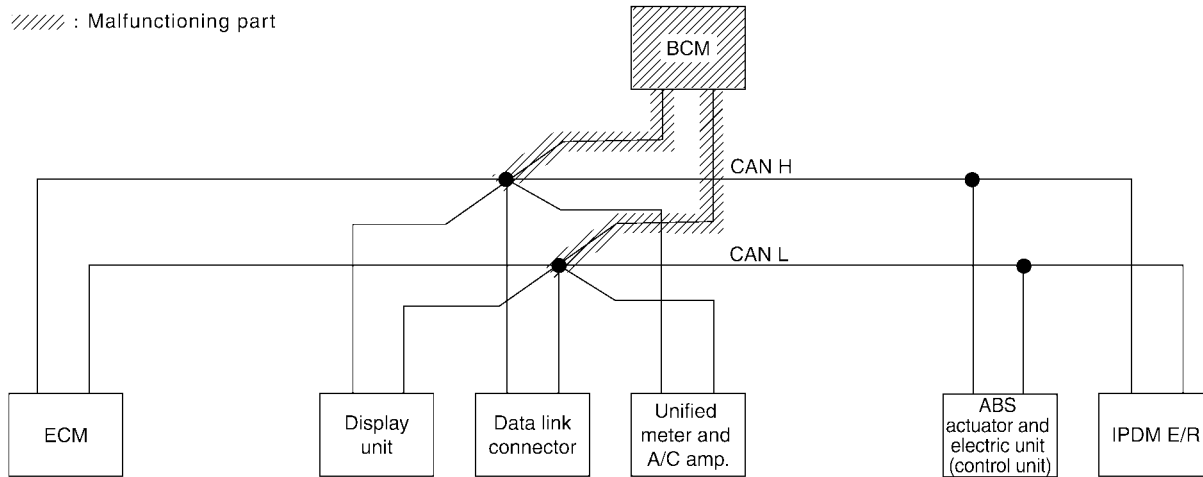 : Malfunctioning part
BCM
CAN H
CAN L
ECM
Display
unit
Data link
connector
Unified
meter and
A/C amp.
ABS
actuator and
electric unit
(control unit)
IPDM E/R